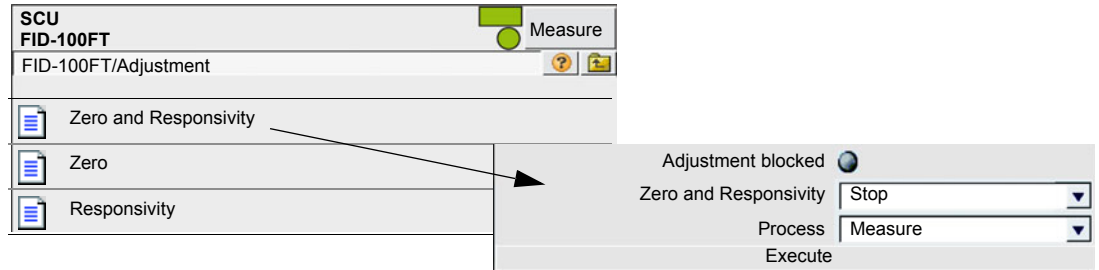 SCU
FID-100FT
Measure
FID-100FT/Adjustment
Zero and Responsivity
Zero
Responsivity
Adjustment blocked
Zero and Responsivity Stop
Process Measure
Execute